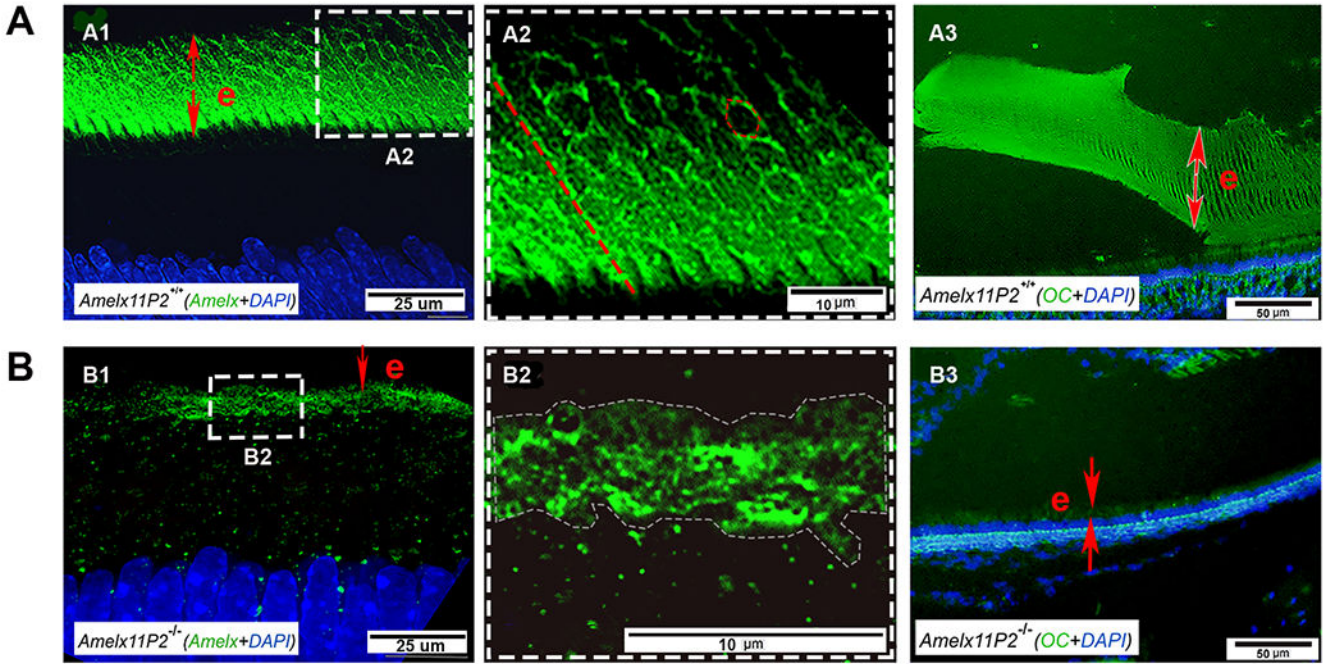 A
A1
e
A2
Amelx11P2+/+(Amelx+DAPI)
25 um
A2
10 µm
A3
e
Amelx11P2+/+(OC+DAPI)
50 µm
B
B1
e
B2
Amelx11P2-/-(Amelx+DAPI)
25 um
B2
10 µm
B3
e
Amelx11P2-/-(OC+DAPI)
50 µm